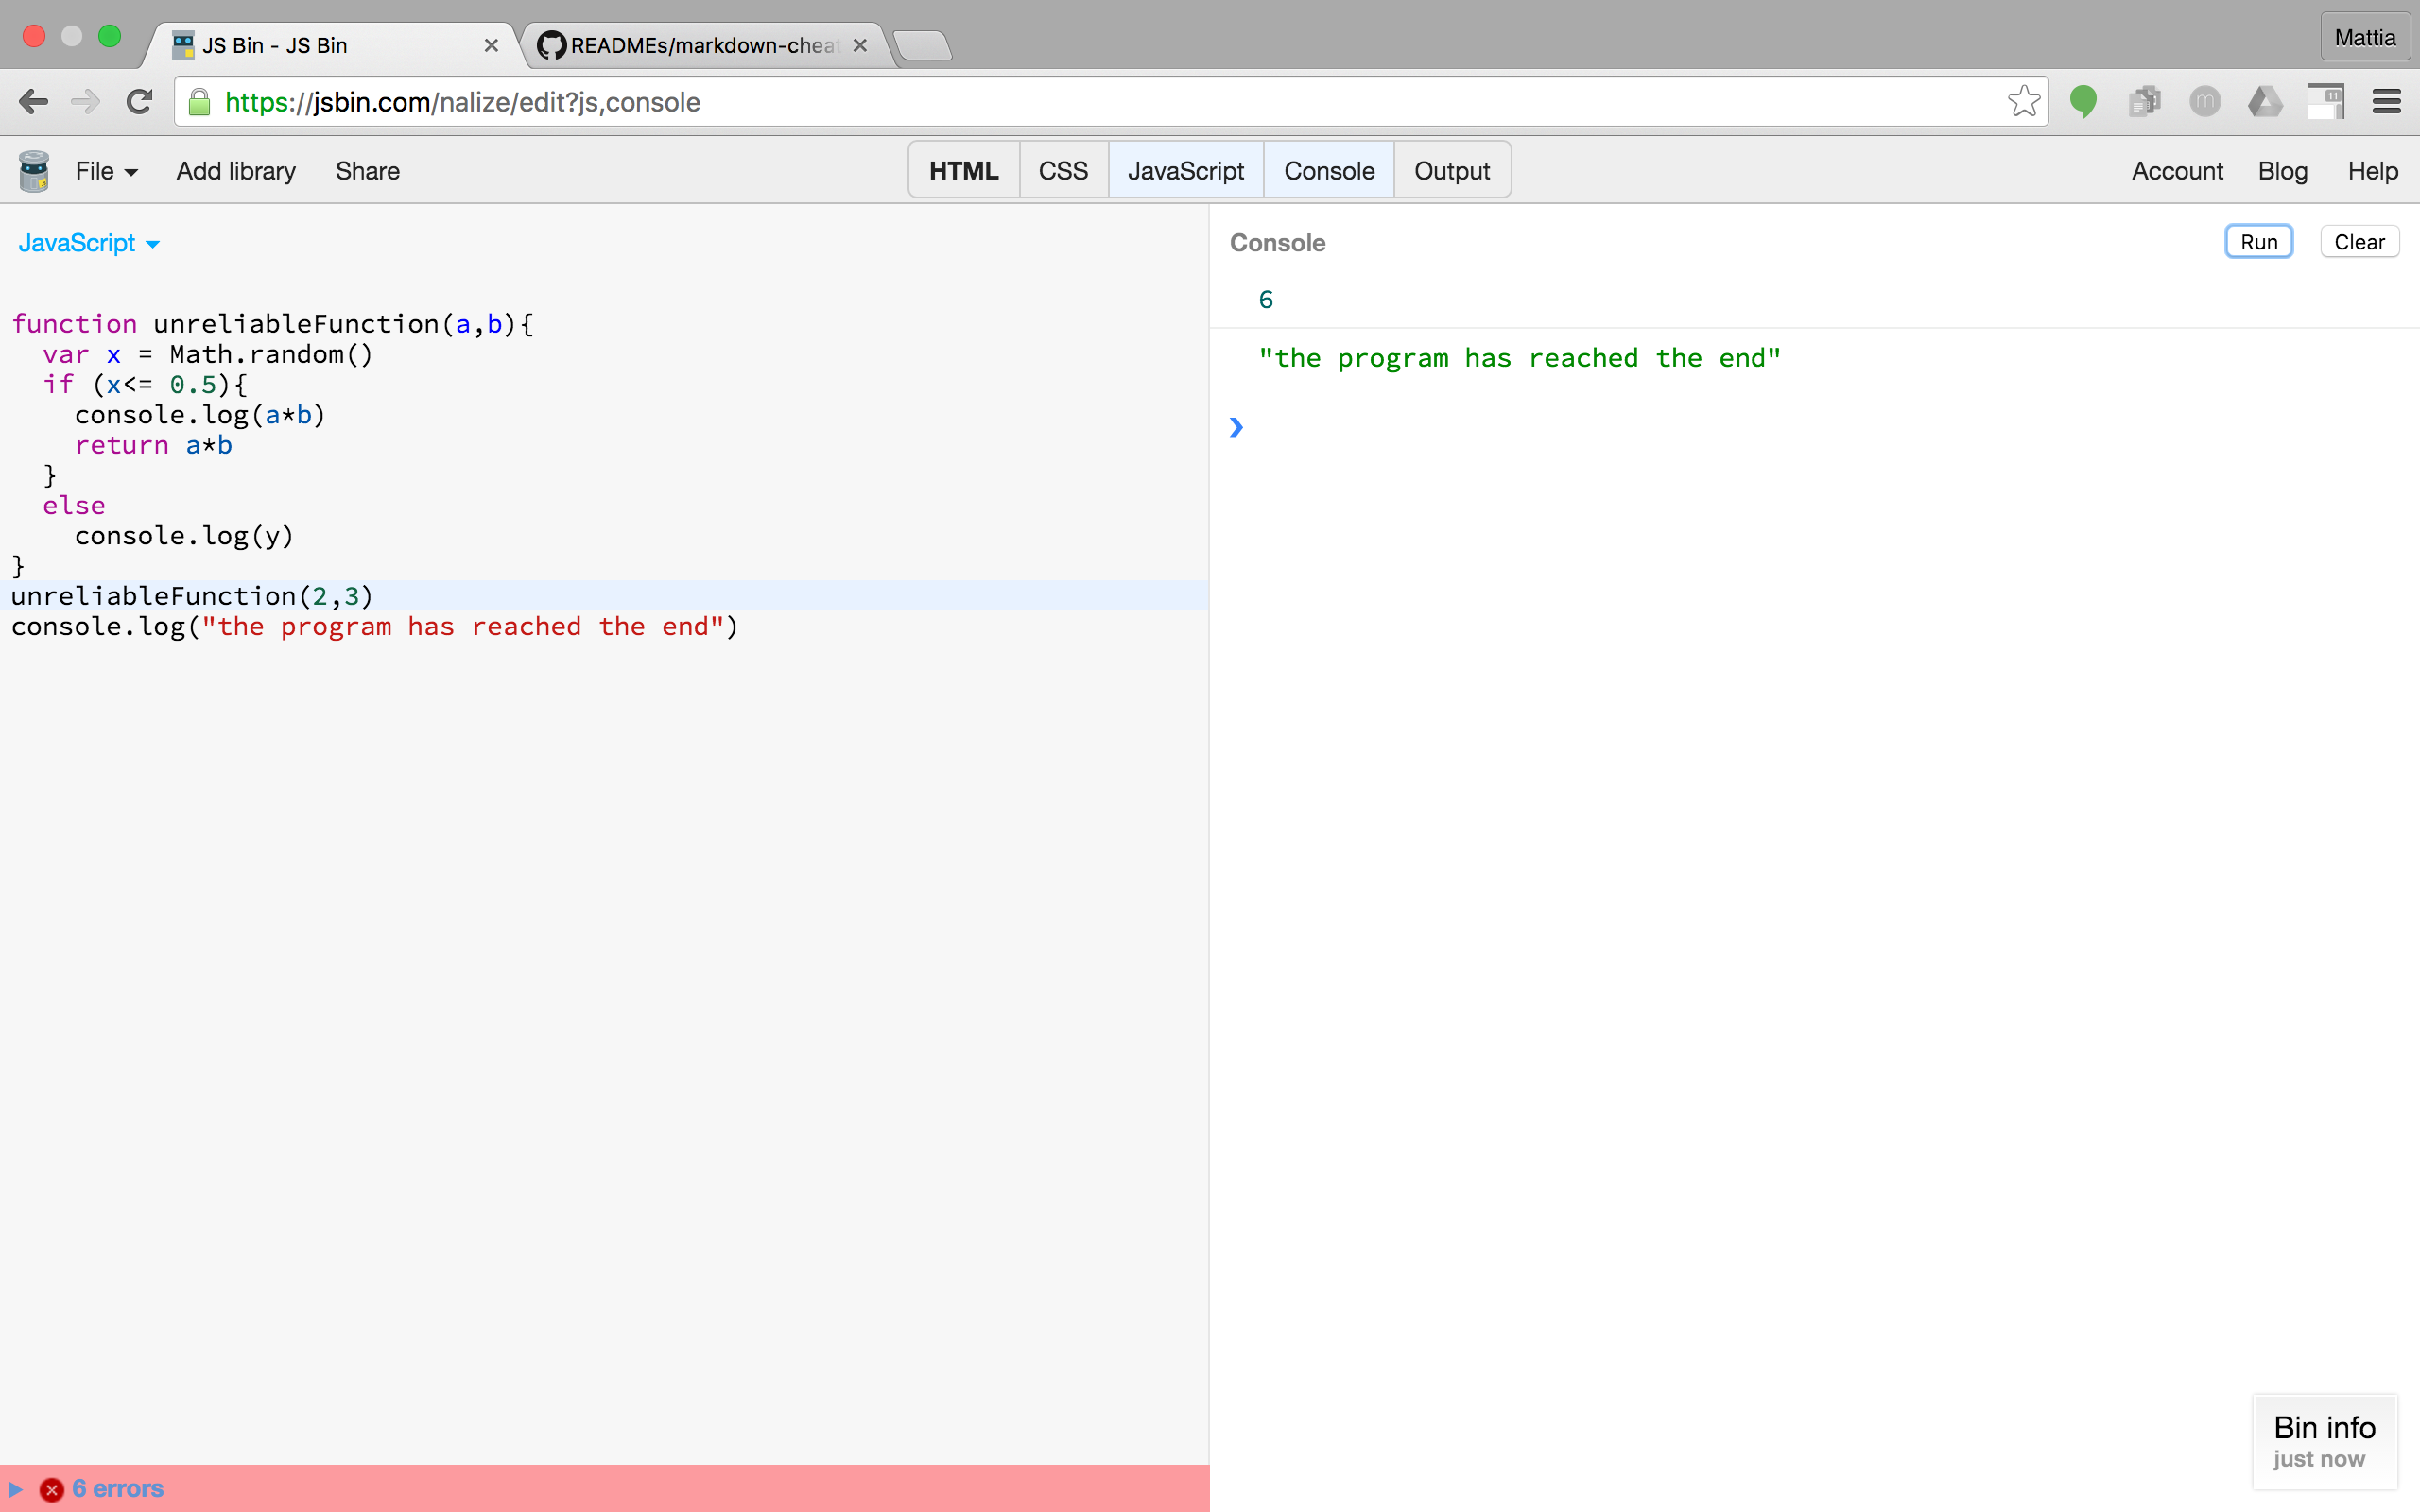 JS Bin - JS Bin
READMEs/markdown-cheat
Mattia
https://jsbin.com/nalize/edit?js,console
m
11
File
Add library
Share
HTML
CSS
JavaScript
Console
Output
Account
Blog
Help
JavaScript
Console
Run
Clear
function unreliableFunction(a,b){
  var x = Math.random()
  if (x<= 0.5){
    console.log(a*b)
    return a*b
  }
  else
    console.log(y)
}
unreliableFunction(2,3)
console.log("the program has reached the end")
6
"the program has reached the end"
Bin info
just now
6 errors